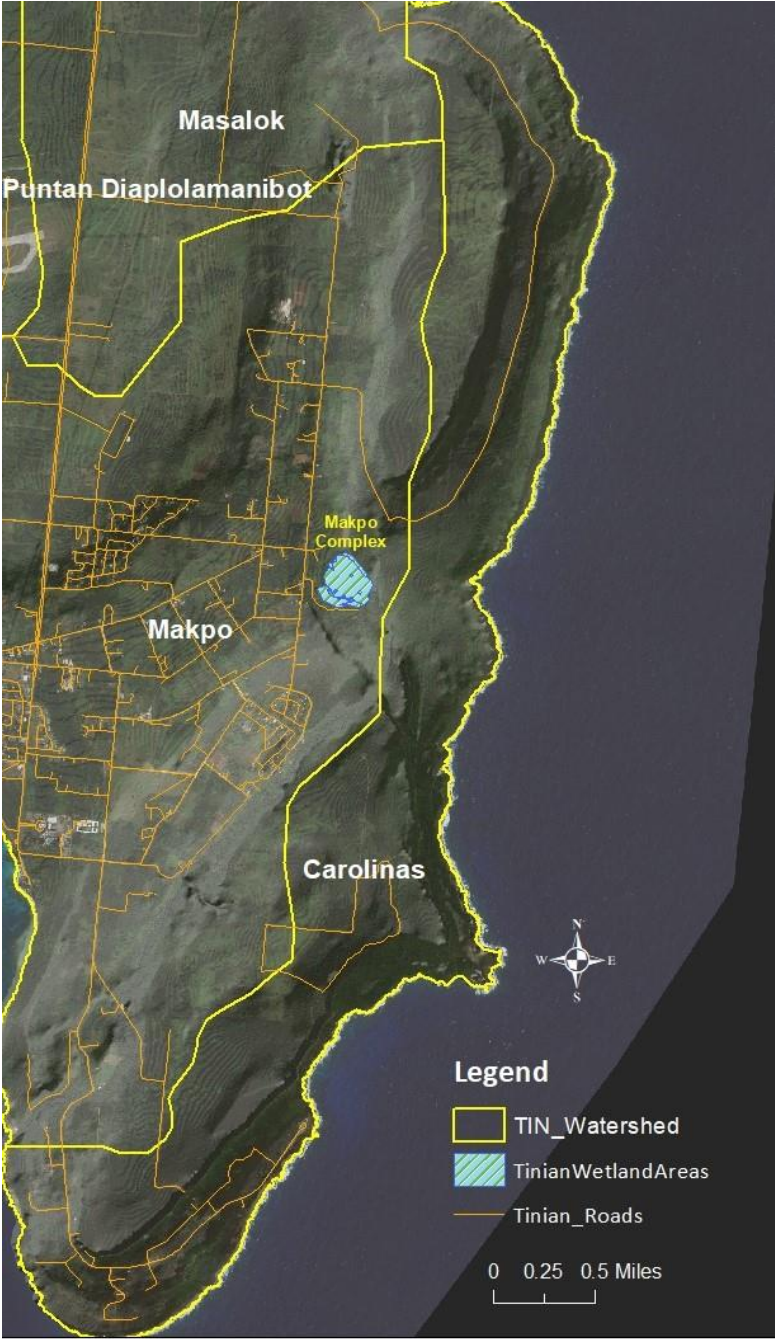 Masalok
Puntan Diaplolamanibot
Makpo
Complex
Makpo
Carolinas
N
W E
S
Legend
TIN_Watershed
TinianWetlandAreas
Tinian_Roads
0 0.25 0.5 Miles